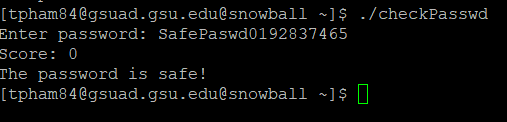 [tpham84@gsuad.gsu.edu@snowball ~]$ ./checkPasswd
Enter password: SafePaswd0192837465
Score: 0
The password is safe!
[tpham84@gsuad.gsu.edu@snowball ~]$